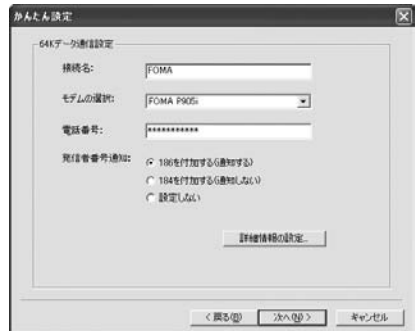 かんたん設定
64Kデータ通信設定
接続名:
FOMA
モデムの選択:
FOMA P905i
電話番号:
***********
発信者番号通知:
186を付加する(通知する)
184を付加する(通知しない)
設定しない
詳細情報の設定...
< 戻る(B)
次へ(N) >
キャンセル